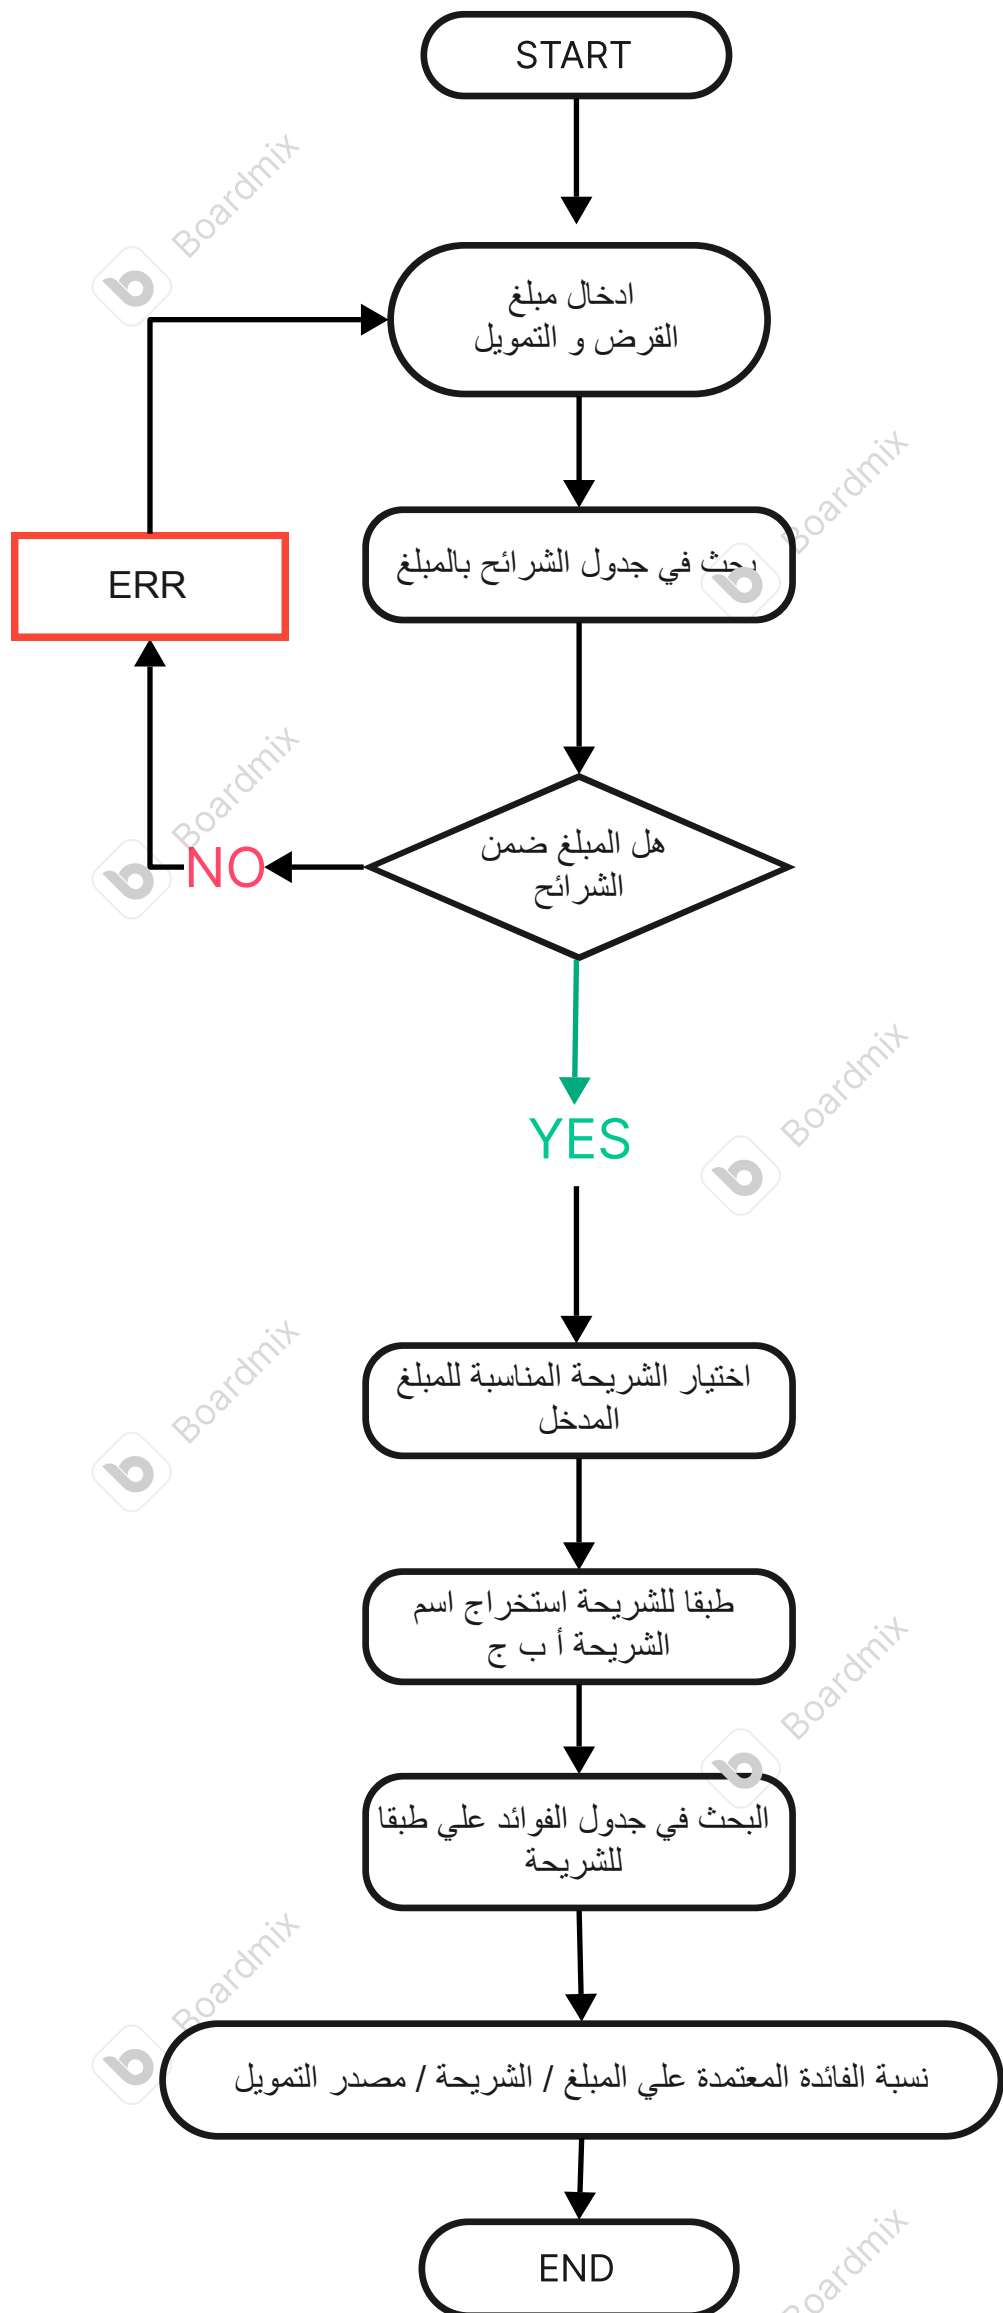 START
ادخال مبلغ
القرض و التمويل
بحث في جدول الشرائح بالمبلغ
ERR
هل المبلغ ضمن
الشرائح
NO
YES
اختيار الشريحة المناسبة للمبلغ
المدخل
طبقا للشريحة استخراج اسم
الشريحة أ ب ج
البحث في جدول الفوائد علي طبقا
للشريحة
نسبة الفائدة المعتمدة علي المبلغ / الشريحة / مصدر التمويل
END
Boardmix
Boardmix
Boardmix
Boardmix
Boardmix
Boardmix
Boardmix
Boardmix